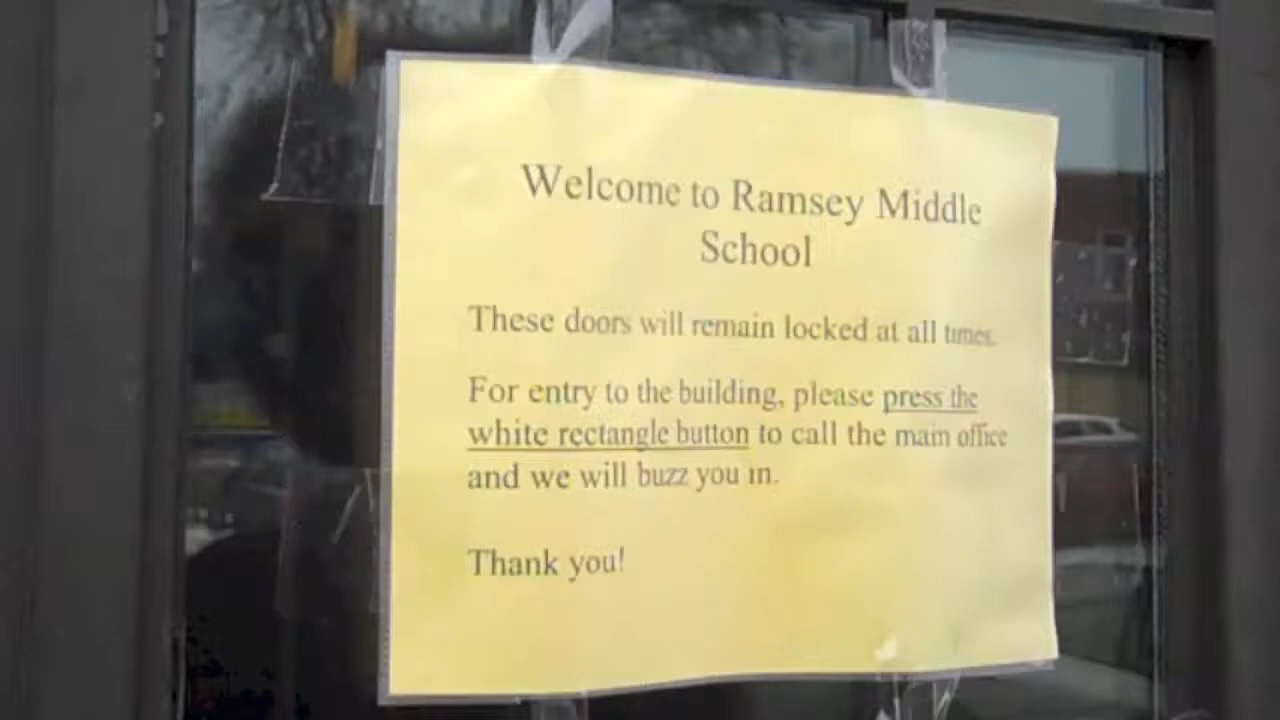 Welcome to Ramsey Middle
School
These doors will remain locked at all times.
For entry to the building, please press the
white rectangle button to call the main office
and we will buzz you in.
Thank you!